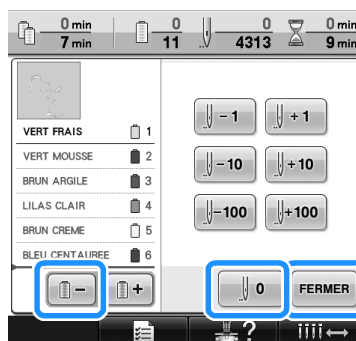 0 min 0 0 0 min
7 min 11 4313 9 min
VERT FRAIS 1
VERT MOUSSE 2
BRUN ARGILE 3
LILAS CLAIR 4
BRUN CREME 5
BLEU CENTAUREE 6
−1 +1
−10 +10
−100 +100
− + 0 FERMER
?